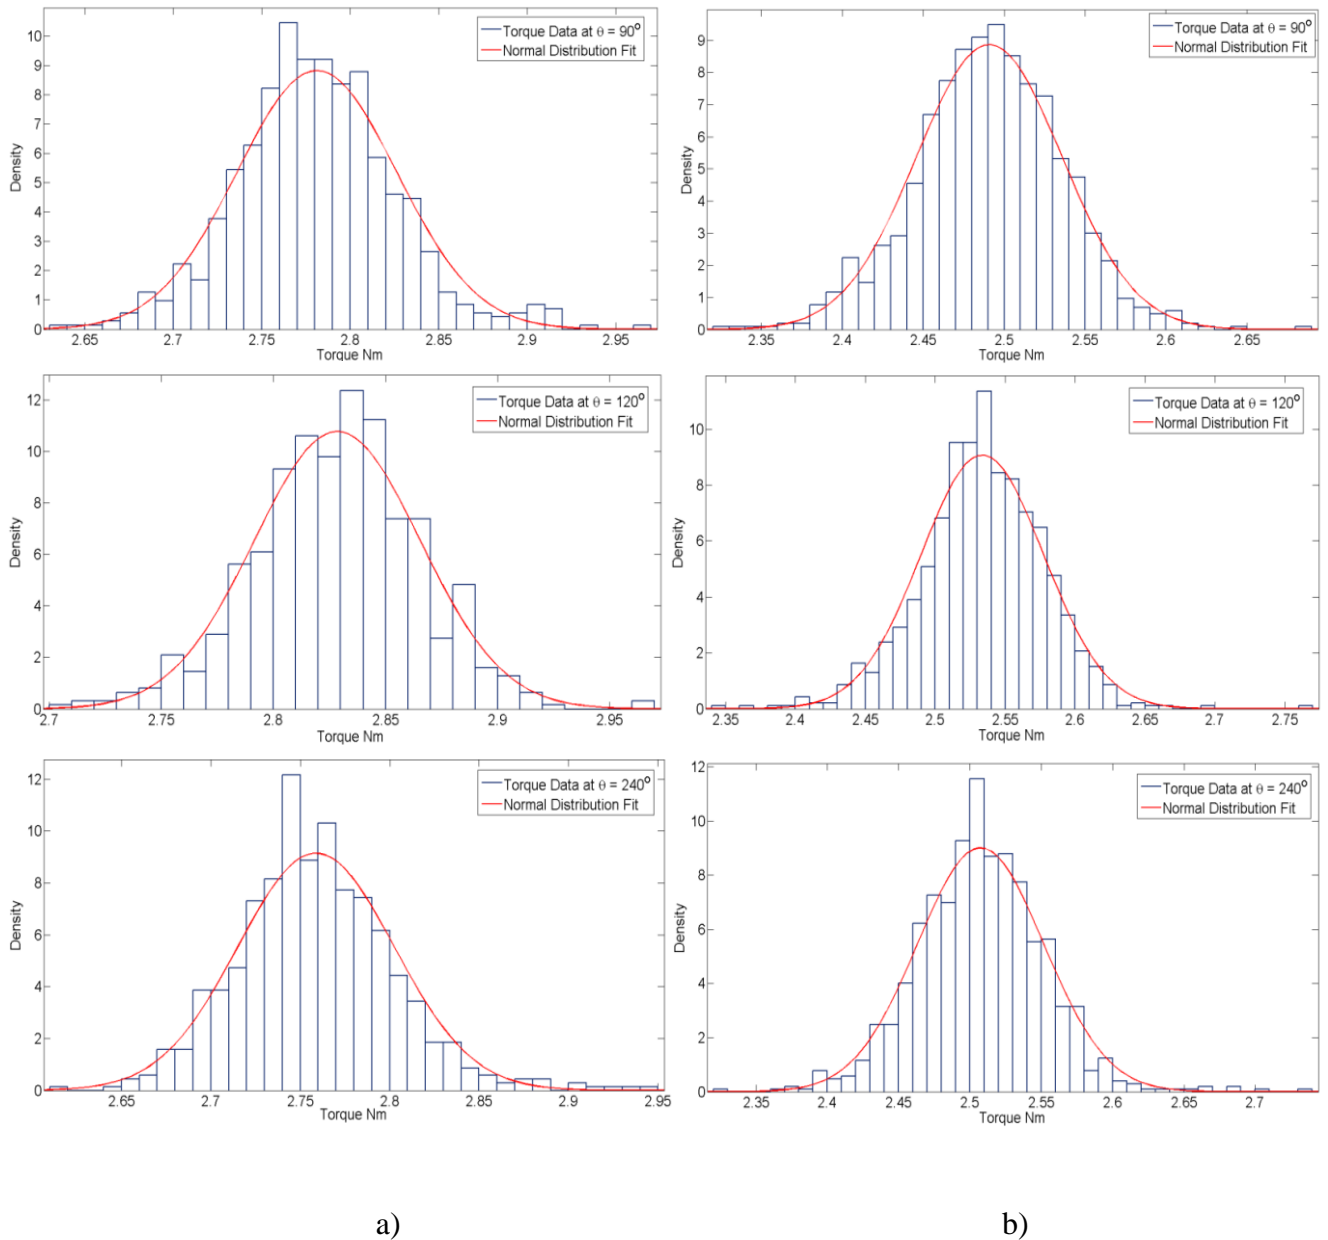 Torque Data at θ = 90°
Normal Distribution Fit
10
9
8
7
6
5
4
3
2
1
0
Density
2.65 2.7 2.75 2.8 2.85 2.9 2.95
Torque Nm
Torque Data at θ = 90°
Normal Distribution Fit
9
8
7
6
5
4
3
2
1
0
Density
2.35 2.4 2.45 2.5 2.55 2.6 2.65
Torque Nm
Torque Data at θ = 120°
Normal Distribution Fit
12
10
8
6
4
2
0
Density
2.7 2.75 2.8 2.85 2.9 2.95
Torque Nm
Torque Data at θ = 120°
Normal Distribution Fit
10
8
6
4
2
0
Density
2.35 2.4 2.45 2.5 2.55 2.6 2.65 2.7 2.75
Torque Nm
Torque Data at θ = 240°
Normal Distribution Fit
12
10
8
6
4
2
0
Density
2.65 2.7 2.75 2.8 2.85 2.9 2.95
Torque Nm
Torque Data at θ = 240°
Normal Distribution Fit
12
10
8
6
4
2
0
Density
2.35 2.4 2.45 2.5 2.55 2.6 2.65 2.7
Torque Nm
a) b)